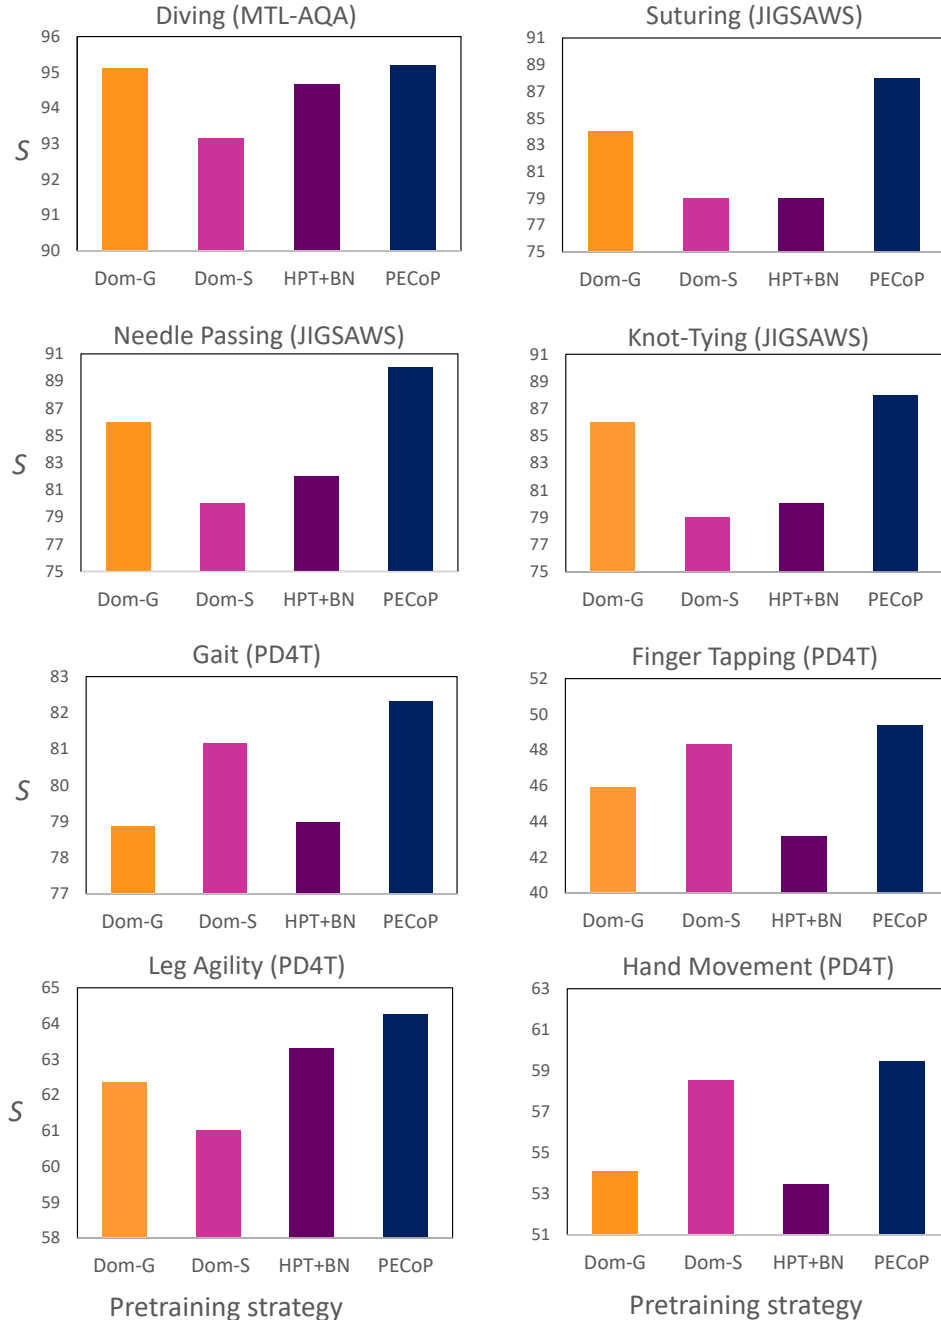 Diving (MTL-AQA)
96
95
94
93
92
91
90
S
Dom-G Dom-S HPT+BN PECoP
Suturing (JIGSAWS)
91
89
87
85
83
81
79
77
75
Dom-G Dom-S HPT+BN PECoP
Needle Passing (JIGSAWS)
91
89
87
85
83
81
79
77
75
S
Dom-G Dom-S HPT+BN PECoP
Knot-Tying (JIGSAWS)
91
89
87
85
83
81
79
77
75
Dom-G Dom-S HPT+BN PECoP
Gait (PD4T)
83
82
81
80
79
78
77
S
Dom-G Dom-S HPT+BN PECoP
Finger Tapping (PD4T)
52
50
48
46
44
42
40
Dom-G Dom-S HPT+BN PECoP
Leg Agility (PD4T)
65
64
63
62
61
60
59
58
S
Dom-G Dom-S HPT+BN PECoP
Pretraining strategy
Hand Movement (PD4T)
63
61
59
57
55
53
51
Dom-G Dom-S HPT+BN PECoP
Pretraining strategy